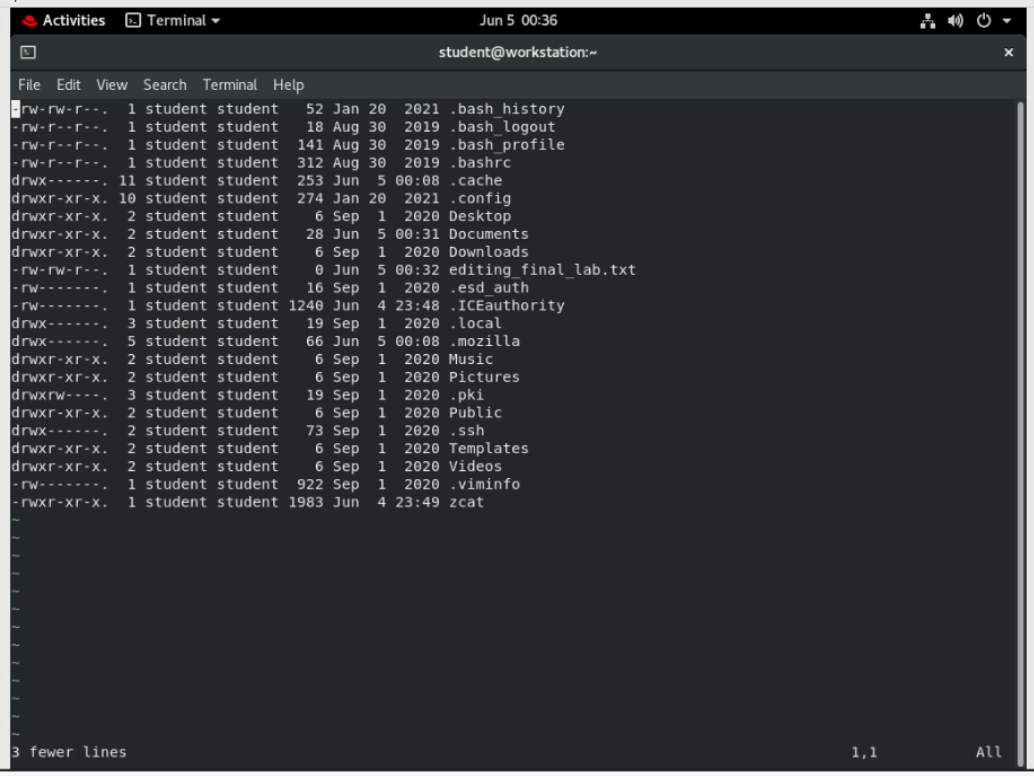 Activities Terminal Jun 5 00:36
student@workstation:~ ×
File Edit View Search Terminal Help
-rw-rw-r--.  1 student student   52 Jan 20  2021 .bash_history
-rw-r--r--.  1 student student   18 Aug 30  2019 .bash_logout
-rw-r--r--.  1 student student  141 Aug 30  2019 .bash_profile
-rw-r--r--.  1 student student  312 Aug 30  2019 .bashrc
drwx------. 11 student student  253 Jun  5 00:08 .cache
drwxr-xr-x. 10 student student  274 Jan 20  2021 .config
drwxr-xr-x.  2 student student    6 Sep  1  2020 Desktop
drwxr-xr-x.  2 student student   28 Jun  5 00:31 Documents
drwxr-xr-x.  2 student student    6 Sep  1  2020 Downloads
-rw-rw-r--.  1 student student    0 Jun  5 00:32 editing_final_lab.txt
-rw-------.  1 student student   16 Sep  1  2020 .esd_auth
-rw-------.  1 student student 1240 Jun  4 23:48 .ICEauthority
drwx------.  3 student student   19 Sep  1  2020 .local
drwx------.  5 student student   66 Jun  5 00:08 .mozilla
drwxr-xr-x.  2 student student    6 Sep  1  2020 Music
drwxr-xr-x.  2 student student    6 Sep  1  2020 Pictures
drwxrw----.  3 student student   19 Sep  1  2020 .pki
drwxr-xr-x.  2 student student    6 Sep  1  2020 Public
drwx------.  2 student student   73 Sep  1  2020 .ssh
drwxr-xr-x.  2 student student    6 Sep  1  2020 Templates
drwxr-xr-x.  2 student student    6 Sep  1  2020 Videos
-rw-------.  1 student student  922 Sep  1  2020 .viminfo
-rwxr-xr-x.  1 student student 1983 Jun  4 23:49 zcat
~
~
~
~
~
~
~
~
~
~
~
~
~
3 fewer lines 1,1 All